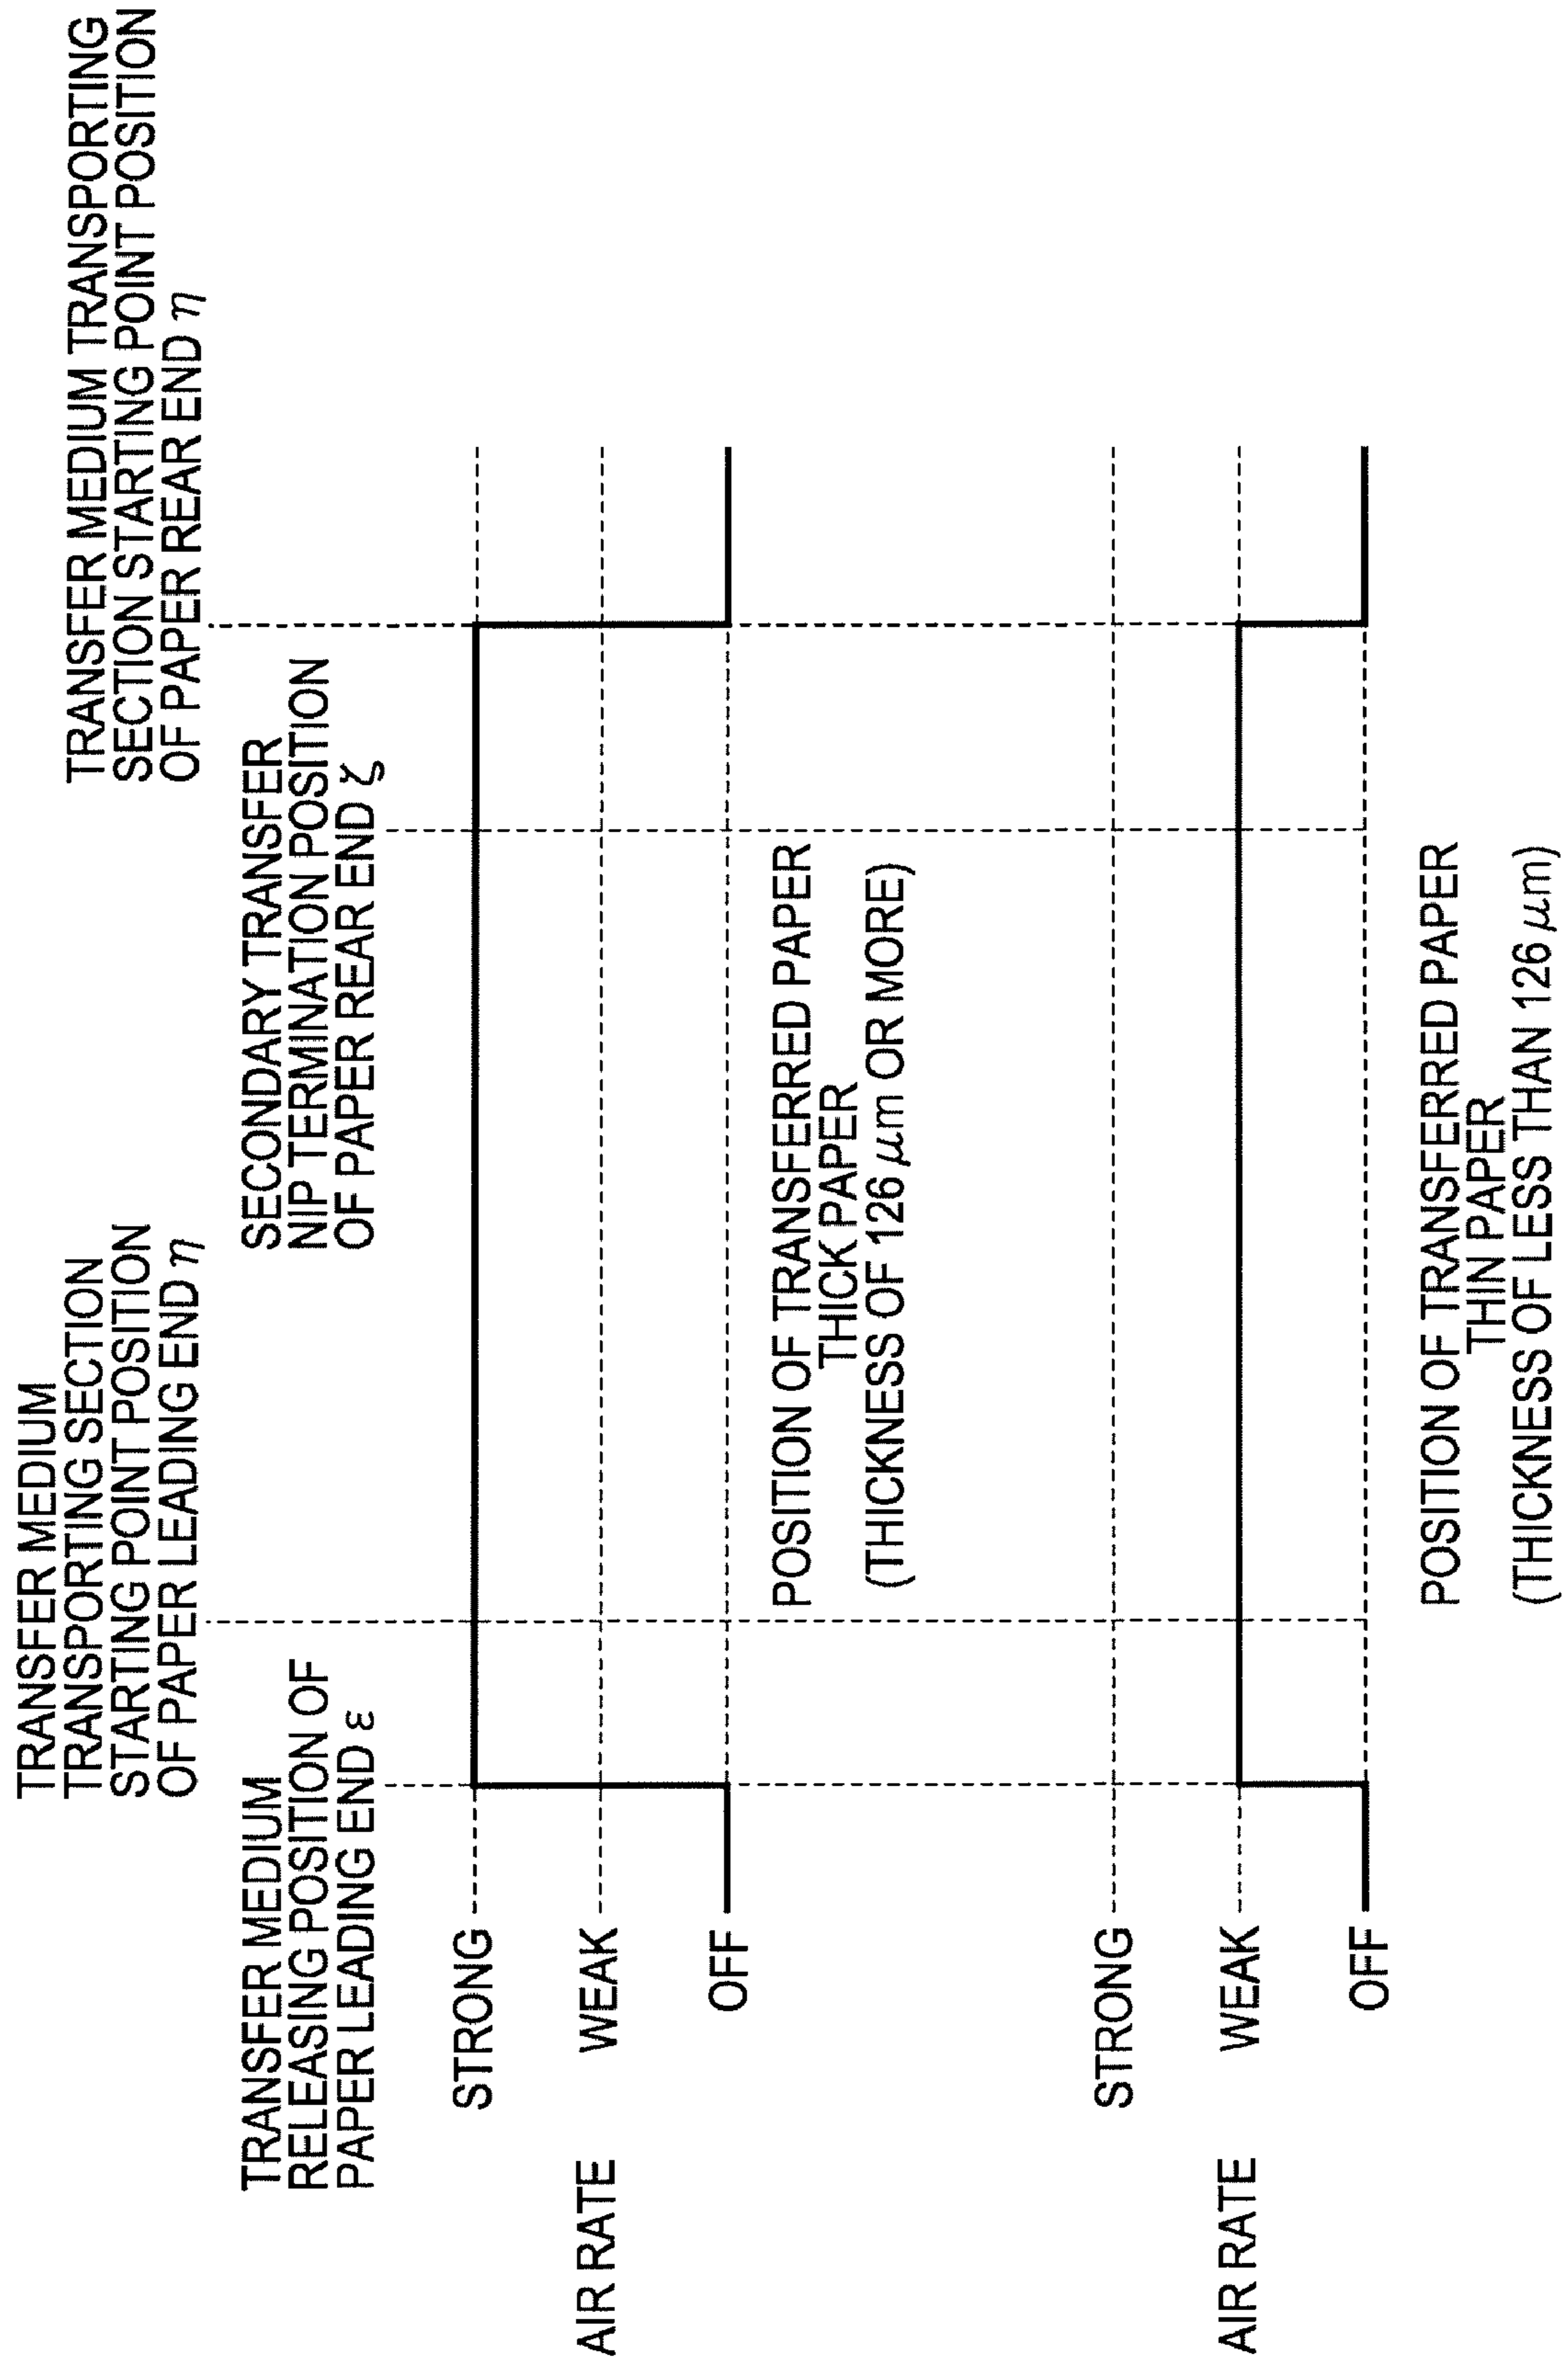 TRANSFER MEDIUM
TRANSPORTING SECTION
STARTING POINT POSITION
OF PAPER LEADING END η
TRANSFER MEDIUM TRANSPORTING
SECTION STARTING POINT POSITION
OF PAPER REAR END η
TRANSFER MEDIUM
RELEASING POSITION OF
PAPER LEADING END ε
SECONDARY TRANSFER
NIP TERMINATION POSITION
OF PAPER REAR END ζ
STRONG
AIR RATE WEAK
OFF
POSITION OF TRANSFERRED PAPER
THICK PAPER
(THICKNESS OF 126 μm OR MORE)
STRONG
AIR RATE WEAK
OFF
POSITION OF TRANSFERRED PAPER
THIN PAPER
(THICKNESS OF LESS THAN 126 μm)